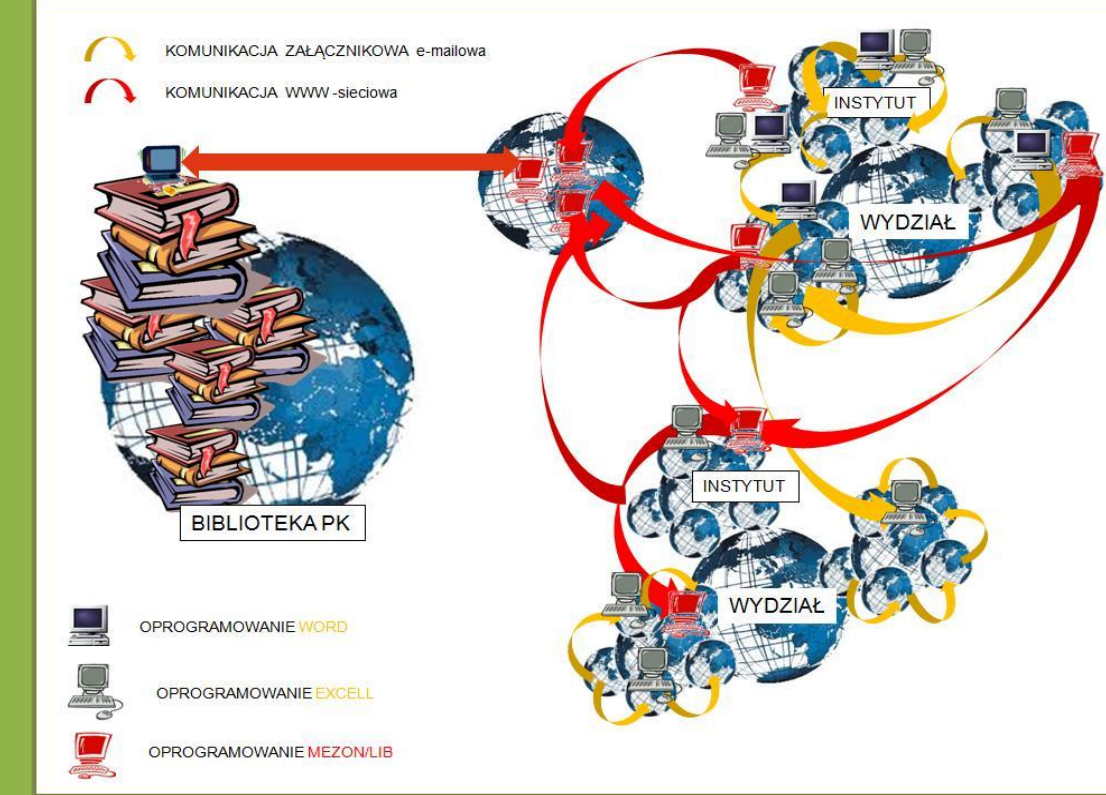 KOMUNIKACJA ZAŁĄCZNIKOWA e-mailowa
KOMUNIKACJA WWW -sieciowa
INSTYTUT
WYDZIAŁ
INSTYTUT
BIBLIOTEKA PK
WYDZIAŁ
OPROGRAMOWANIE WORD
OPROGRAMOWANIE EXCELL
OPROGRAMOWANIE MEZON/LIB